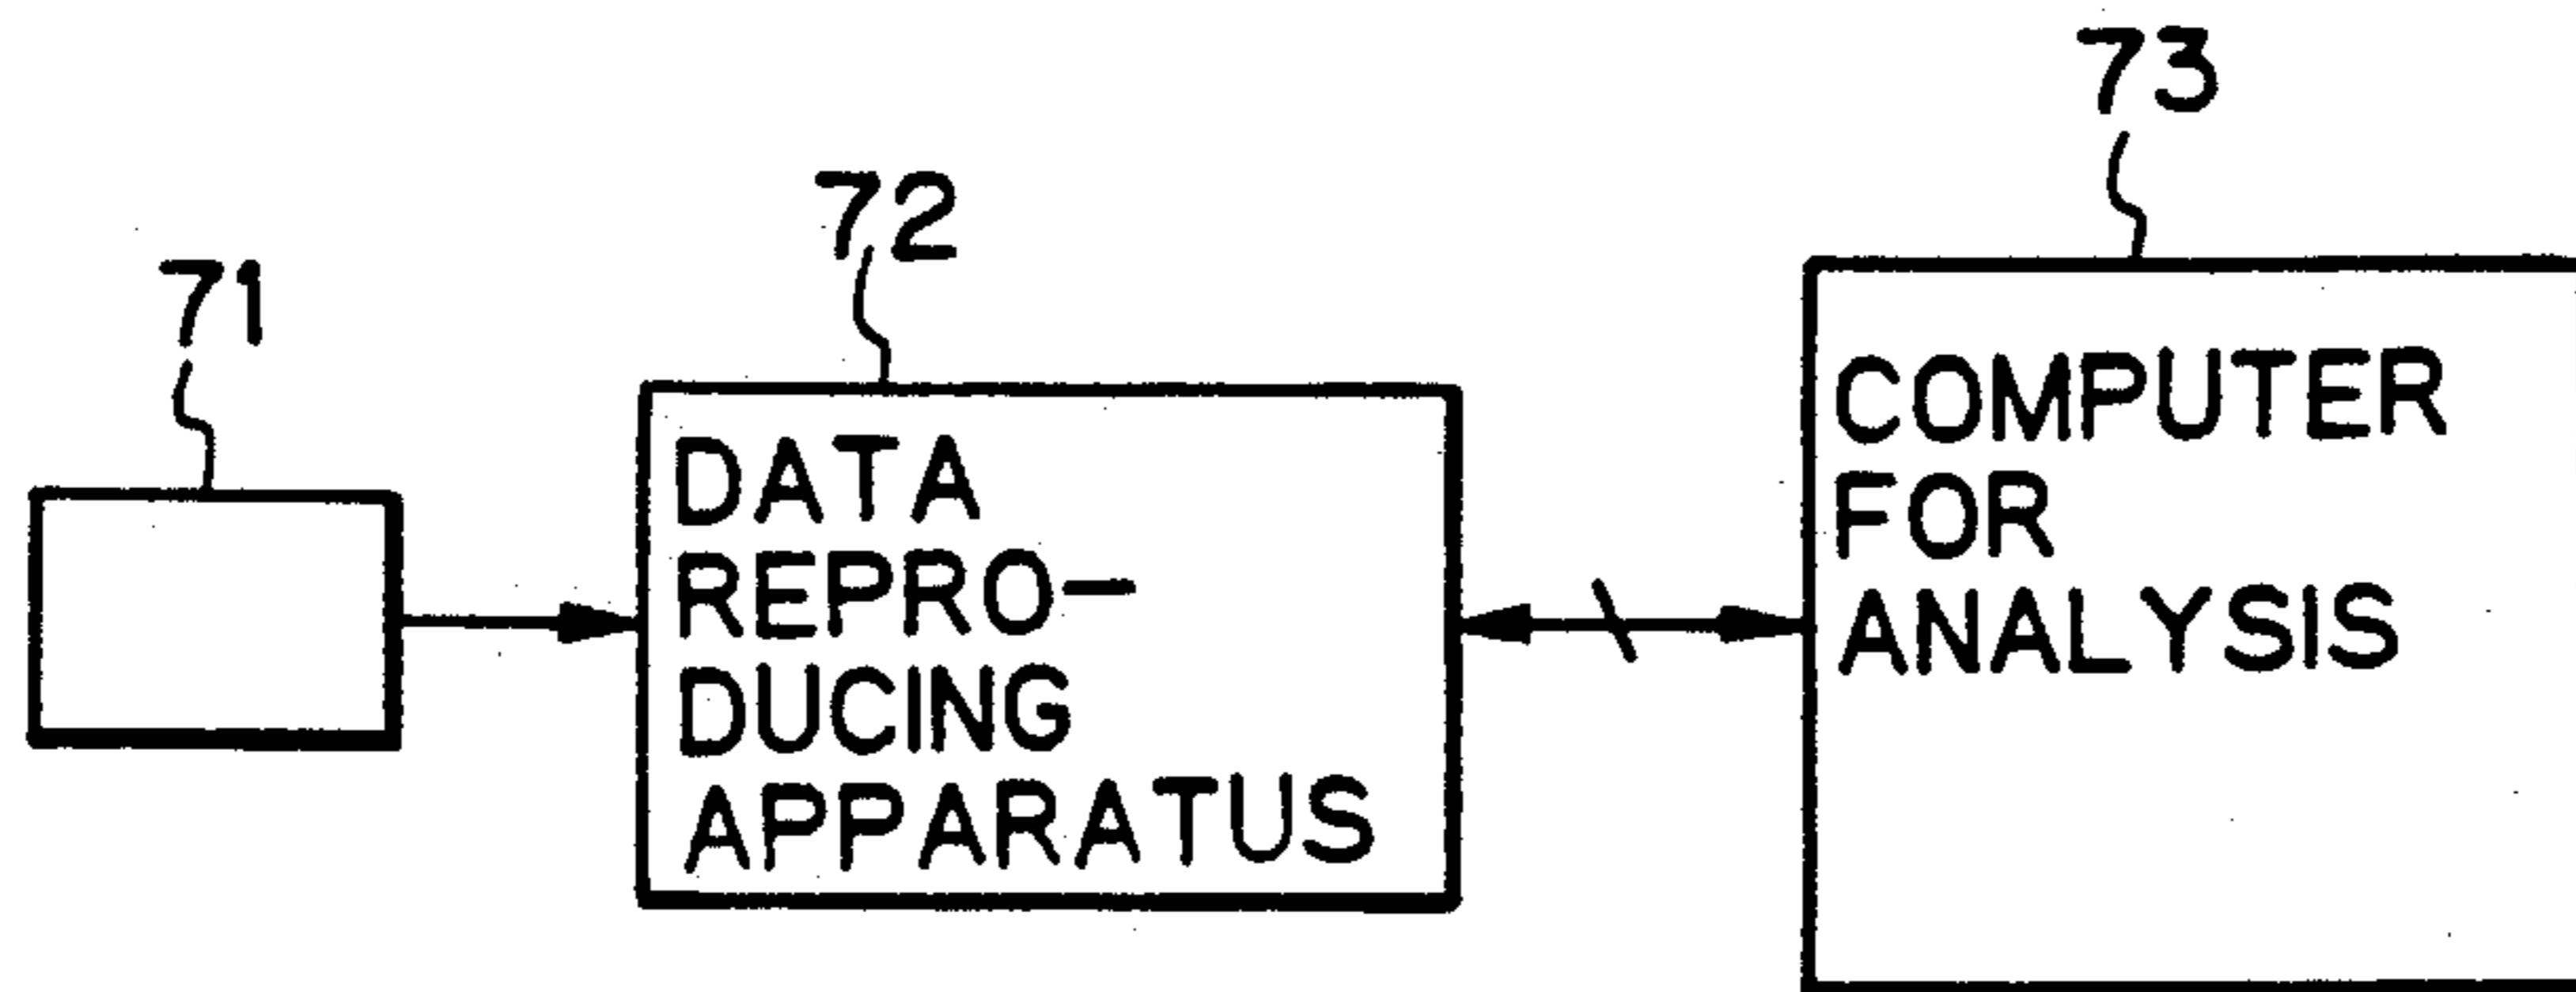 71
72
73
DATA
REPRO-
DUCING
APPARATUS
COMPUTER
FOR
ANALYSIS